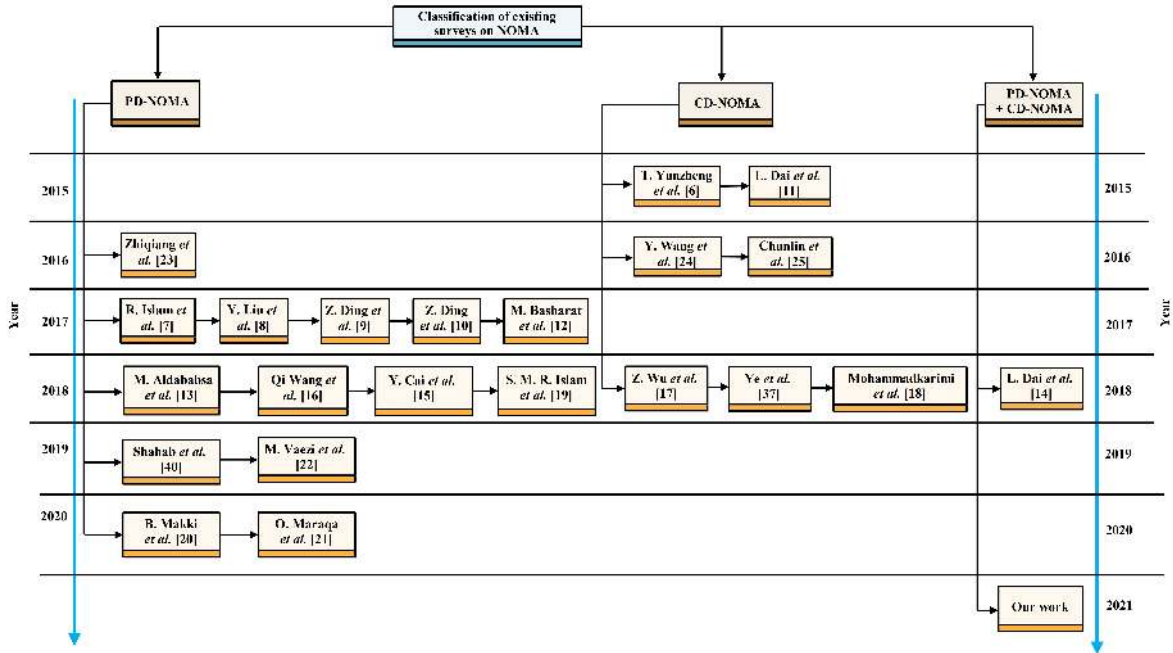 Classification of existing
surveys on NOMA
PD-NOMA
CD-NOMA
PD-NOMA
+ CD-NOMA
Year
Year
2015
T. Yunzheng
et al. [6]
L. Dai et al.
[11]
2015
2016
Zhiqiang et
al. [23]
Y. Wang et
al. [24]
Chunlin et
al. [25]
2016
2017
R. Islam et
al. [7]
Y. Liu et
al. [8]
Z. Ding et
al. [9]
Z. Ding
et al. [10]
M. Basharat
et al. [12]
2017
2018
M. Aldababsa
et al. [13]
Qi Wang et
al. [16]
Y. Cai et al.
[15]
S. M. R. Islam
et al. [19]
Z. Wu et al.
[17]
Ye et al.
[37]
Mohammadkarimi
et al. [18]
L. Dai et al.
[14]
2018
2019
Shahab et al.
[40]
M. Vaezi et al.
[22]
2019
2020
B. Makki
et al. [20]
O. Maraqa
et al. [21]
2020
Our work
2021